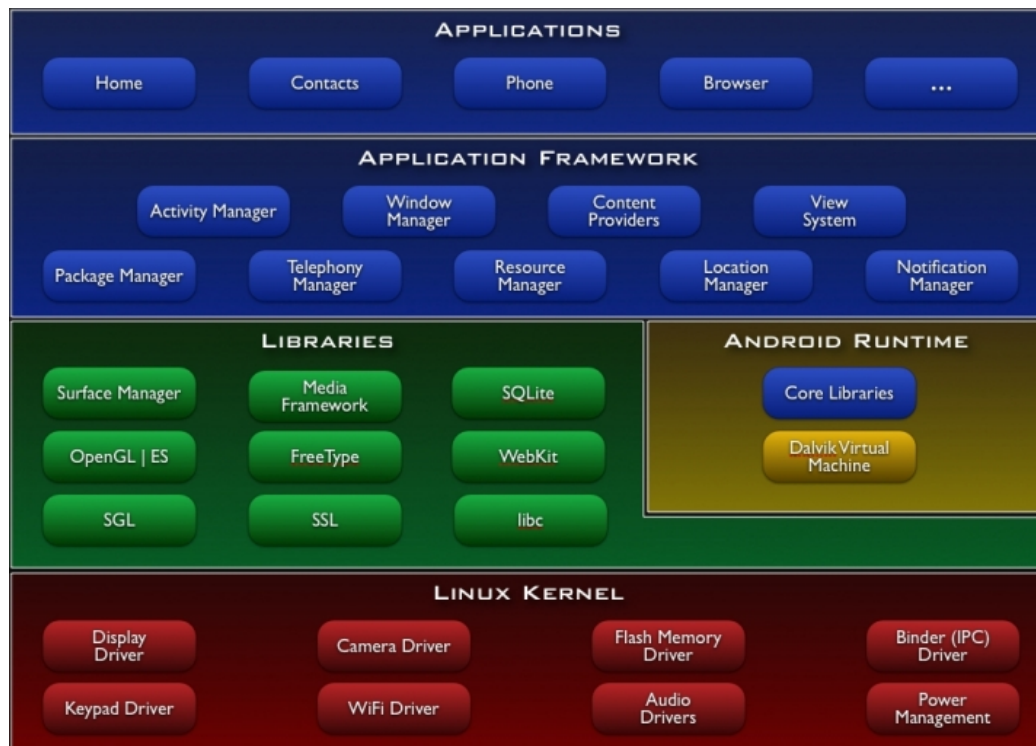 APPLICATIONS
Home
Contacts
Phone
Browser
...
APPLICATION FRAMEWORK
Activity Manager
Window
Manager
Content
Providers
View
System
Package Manager
Telephony
Manager
Resource
Manager
Location
Manager
Notification
Manager
LIBRARIES
Surface Manager
Media
Framework
SQLite
OpenGL | ES
FreeType
WebKit
SGL
SSL
libc
ANDROID RUNTIME
Core Libraries
Dalvik Virtual
Machine
LINUX KERNEL
Display
Driver
Camera Driver
Flash Memory
Driver
Binder (IPC)
Driver
Keypad Driver
WiFi Driver
Audio
Drivers
Power
Management